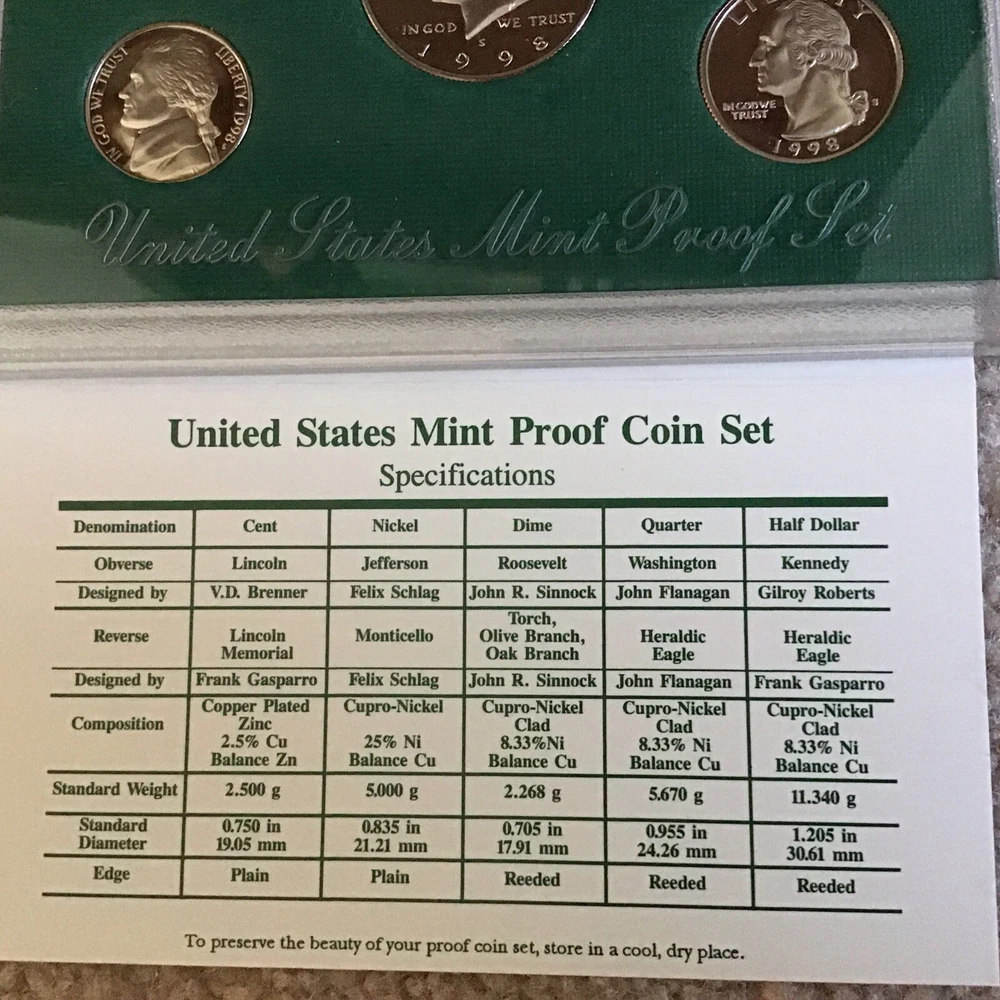 IN GOD WE TRUST LIBERTY • 1998 S
IN GOD WE TRUST
S
1998
LIBERTY
IN GOD WE
TRUST
S
1998
United States Mint Proof Set
United States Mint Proof Coin Set
Specifications
Denomination Cent Nickel Dime Quarter Half Dollar
Obverse Lincoln Jefferson Roosevelt Washington Kennedy
Designed by V.D. Brenner Felix Schlag John R. Sinnock John Flanagan Gilroy Roberts
Reverse Lincoln Memorial Monticello Torch, Olive Branch, Oak Branch Heraldic Eagle Heraldic Eagle
Designed by Frank Gasparro Felix Schlag John R. Sinnock John Flanagan Frank Gasparro
Composition Copper Plated Zinc 2.5% Cu Balance Zn Cupro-Nickel 25% Ni Balance Cu Cupro-Nickel Clad 8.33%Ni Balance Cu Cupro-Nickel Clad 8.33% Ni Balance Cu Cupro-Nickel Clad 8.33% Ni Balance Cu
Standard Weight 2.500 g 5.000 g 2.268 g 5.670 g 11.340 g
Standard Diameter 0.750 in 19.05 mm 0.835 in 21.21 mm 0.705 in 17.91 mm 0.955 in 24.26 mm 1.205 in 30.61 mm
Edge Plain Plain Reeded Reeded Reeded
To preserve the beauty of your proof coin set, store in a cool, dry place.